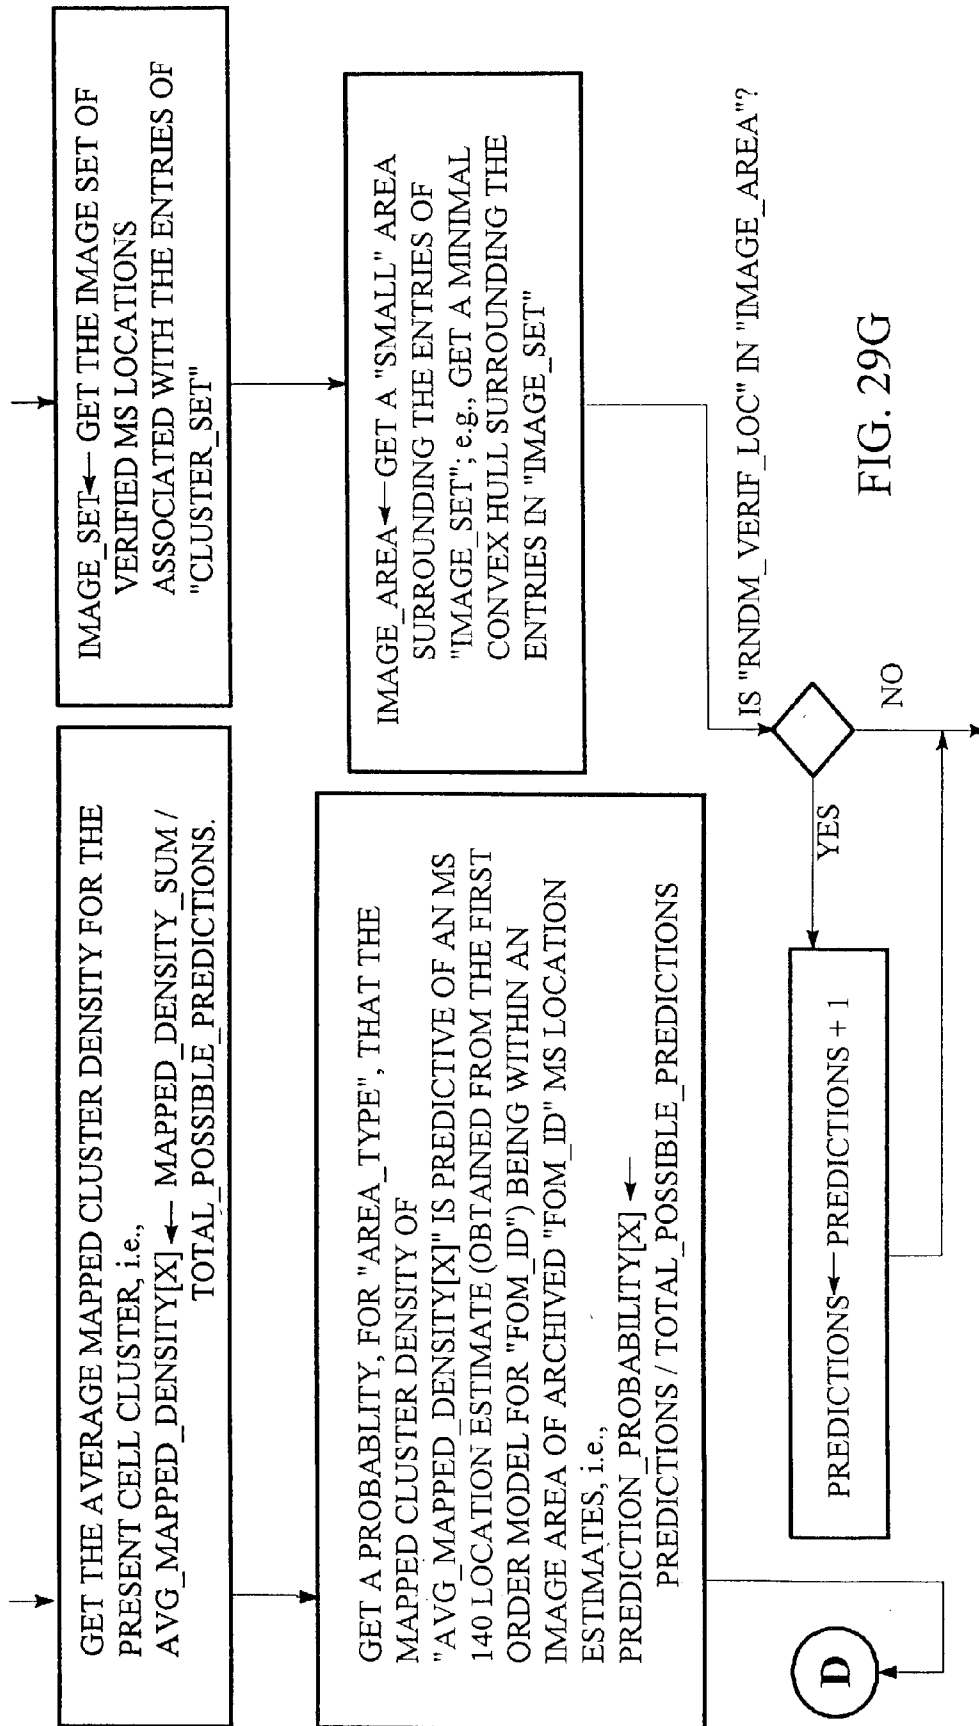 GET THE AVERAGE MAPPED CLUSTER DENSITY FOR THE
PRESENT CELL CLUSTER, i.e.,
AVG_MAPPED_DENSITY[X] ← MAPPED_DENSITY_SUM /
TOTAL_POSSIBLE_PREDICTIONS.
GET A PROBABLITY, FOR "AREA_TYPE", THAT THE
MAPPED CLUSTER DENSITY OF
"AVG_MAPPED_DENSITY[X]" IS PREDICTIVE OF AN MS
140 LOCATION ESTIMATE (OBTAINED FROM THE FIRST
ORDER MODEL FOR "FOM_ID") BEING WITHIN AN
IMAGE AREA OF ARCHIVED "FOM_ID" MS LOCATION
ESTIMATES, i.e.,
PREDICTION_PROBABILITY[X] ←
PREDICTIONS / TOTAL_POSSIBLE_PREDICTIONS
D
IMAGE_SET ← GET THE IMAGE SET OF
VERIFIED MS LOCATIONS
ASSOCIATED WITH THE ENTRIES OF
"CLUSTER_SET"
IMAGE_AREA ← GET A "SMALL" AREA
SURROUNDING THE ENTRIES OF
"IMAGE_SET"; e.g., GET A MINIMAL
CONVEX HULL SURROUNDING THE
ENTRIES IN "IMAGE_SET"
IS "RNDM_VERIF_LOC" IN "IMAGE_AREA"?
YES
NO
PREDICTIONS ← PREDICTIONS + 1
FIG. 29G